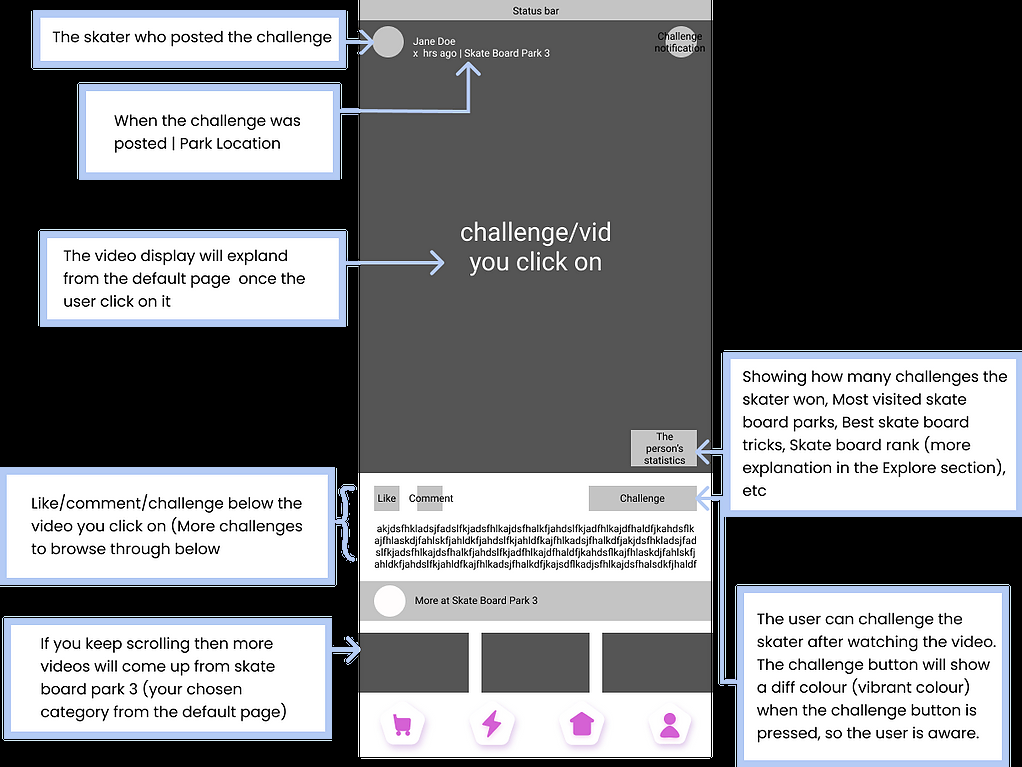 Status bar
The skater who posted the challenge
Jane Doe
x  hrs ago | Skate Board Park 3
Challenge
notification
When the challenge was
posted | Park Location
challenge/vid
you click on
The video display will expland
from the default page  once the
user click on it
Showing how many challenges the
skater won, Most visited skate
board parks, Best skate board
tricks, Skate board rank (more
explanation in the Explore section),
etc
The
person's
statistics
Like/comment/challenge below the
video you click on (More challenges
to browse through below
Like
Comment
Challenge
akjdsfhkladsjfadslfkjadsfhlkajdsfhalkfjahdslfkjadfhlkajdfhaldfjkahdsflk
ajfhlaskdjfahlskfjahldkfjahdslfkjahldfkajfhlkadsjfhalkdfjakjdsfhkladsjfad
slfkjadsfhlkajdsfhalkfjahdslfkjadfhlkajdfhaldfjkahdsflkajfhlaskdjfahlskfj
ahldkfjahdslfkjahldfkajfhlkadsjfhalkdfjkajsdflkadsjfhlkajdsfhalsdkfjhaldf
More at Skate Board Park 3
If you keep scrolling then more
videos will come up from skate
board park 3 (your chosen
category from the default page)
The user can challenge the
skater after watching the video.
The challenge button will show
a diff colour (vibrant colour)
when the challenge button is
pressed, so the user is aware.